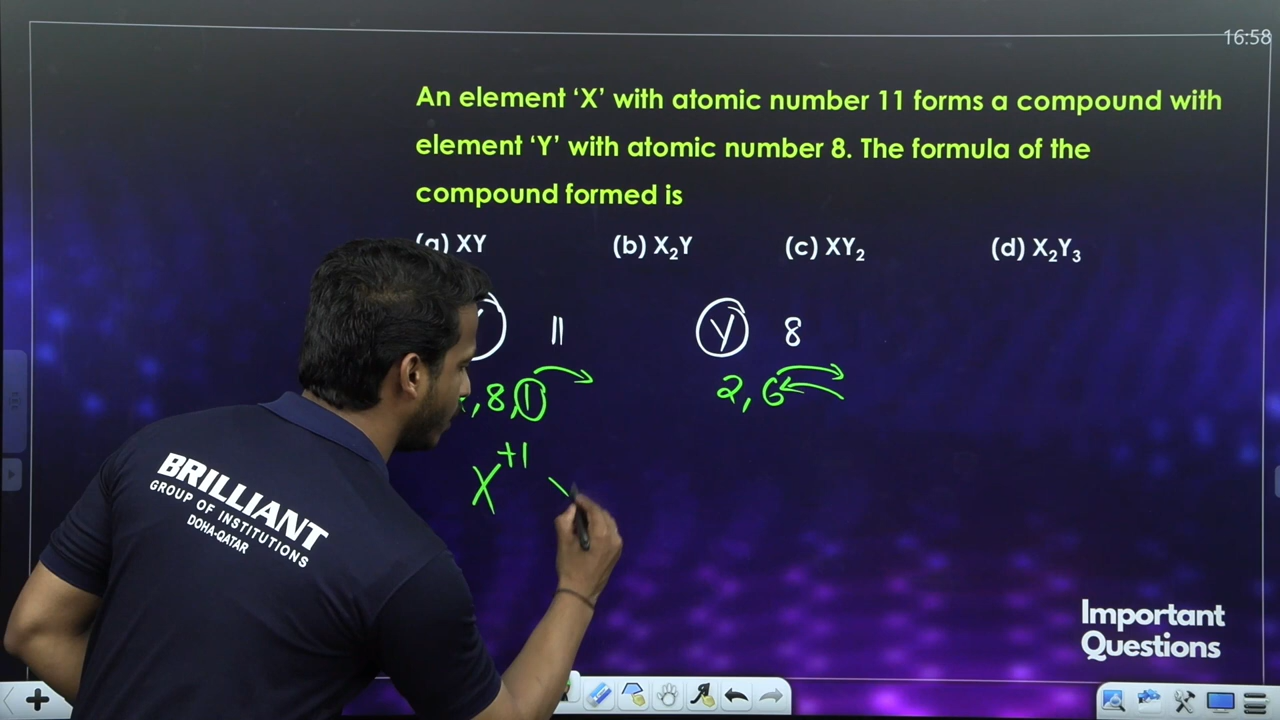 16:58
An element ‘X’ with atomic number 11 forms a compound with
element ‘Y’ with atomic number 8. The formula of the
compound formed is
(a) XY (b) X₂Y (c) XY₂ (d) X₂Y₃
11 Y 8
, 8, 1 2, 6
X⁺¹
BRILLIANT
GROUP OF INSTITUTIONS
DOHA-QATAR
Important
Questions